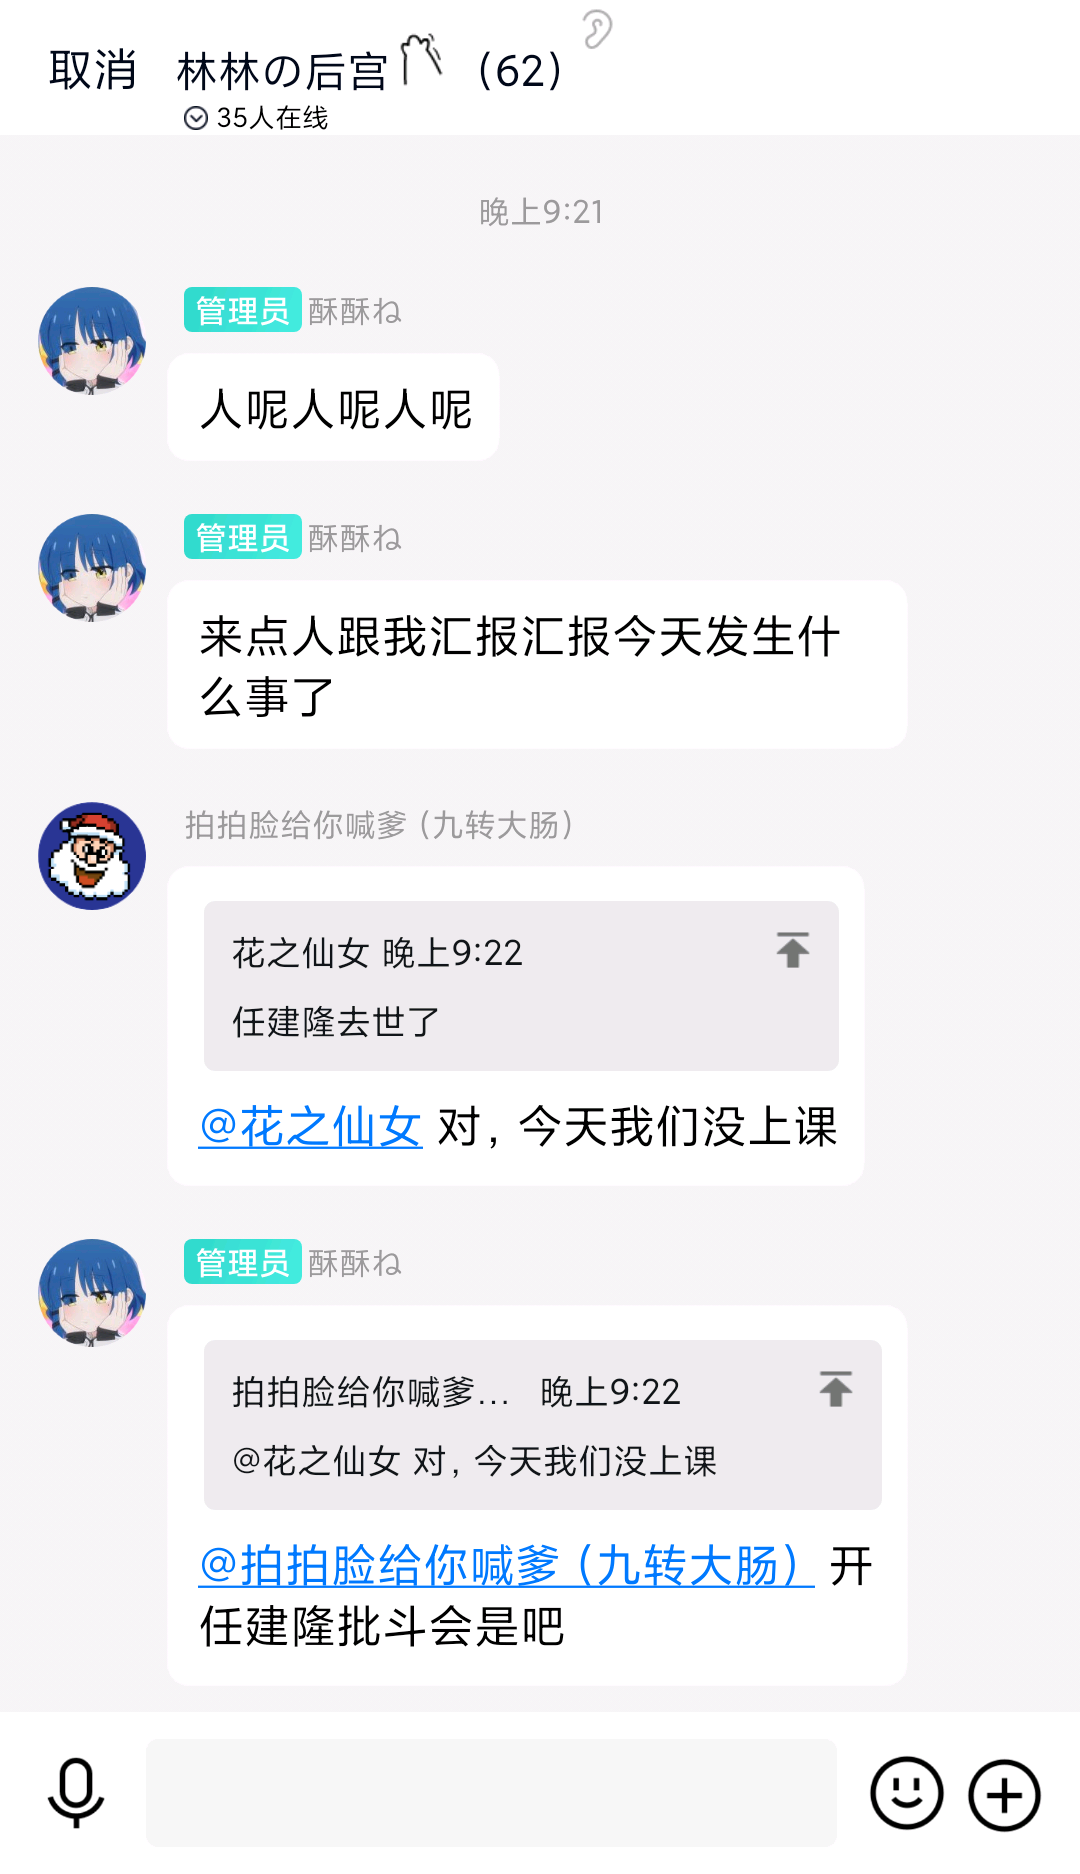 取消 林林の后宫 (62)
35人在线
晚上9:21
管理员 酥酥ね
人呢人呢人呢
管理员 酥酥ね
来点人跟我汇报汇报今天发生什
么事了
拍拍脸给你喊爹 (九转大肠)
花之仙女 晚上9:22
任建隆去世了
@花之仙女 对，今天我们没上课
管理员 酥酥ね
拍拍脸给你喊爹... 晚上9:22
@花之仙女 对，今天我们没上课
@拍拍脸给你喊爹 (九转大肠) 开
任建隆批斗会是吧